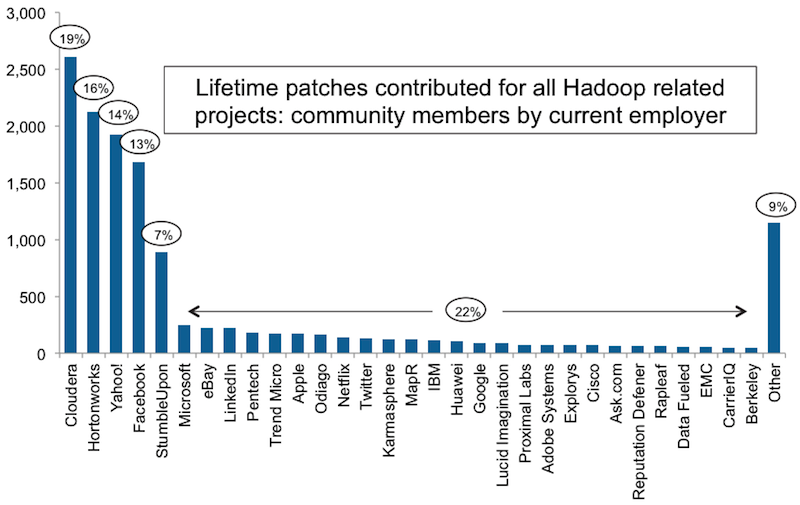 3,000
2,500
2,000
1,500
1,000
500
0
19%
16%
14%
13%
7%
22%
9%
Lifetime patches contributed for all Hadoop related
projects: community members by current employer
Cloudera
Hortonworks
Yahoo!
Facebook
StumbleUpon
Microsoft
eBay
LinkedIn
Pentech
Trend Micro
Apple
Odiago
Netflix
Twitter
Karmasphere
MapR
IBM
Huawei
Google
Lucid Imagination
Proximal Labs
Adobe Systems
Explorys
Cisco
Ask.com
Reputation Defener
Rapleaf
Data Fueled
EMC
CarrierIQ
Berkeley
Other